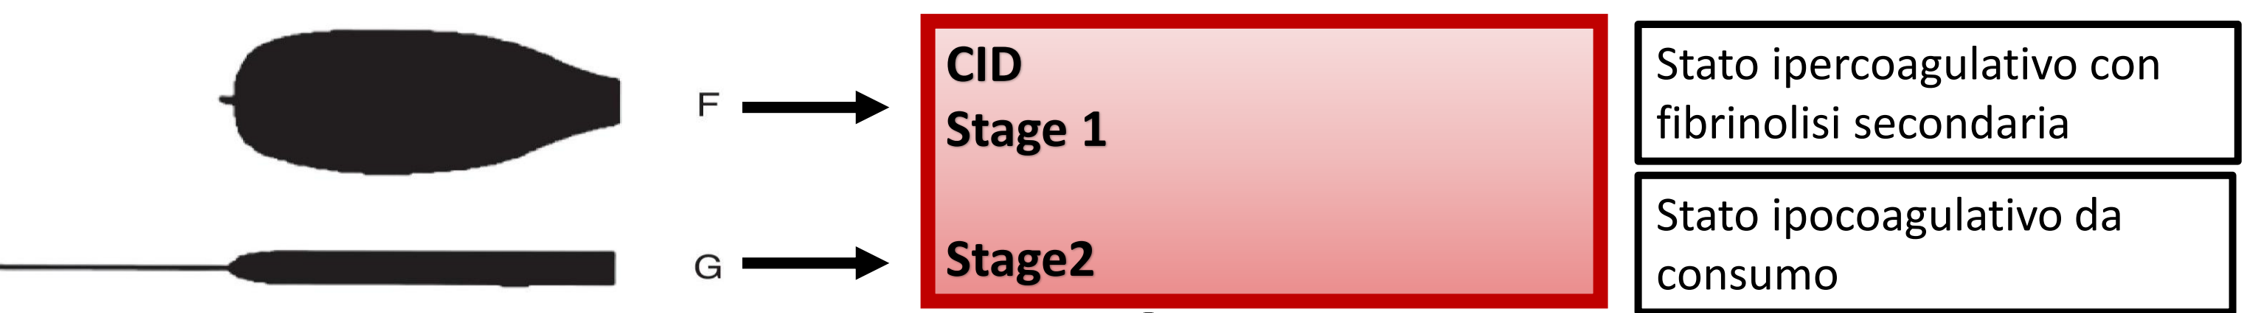 F
CID
Stage 1
Stato ipercoagulativo con
fibrinolisi secondaria
G
Stage2
Stato ipocoagulativo da
consumo